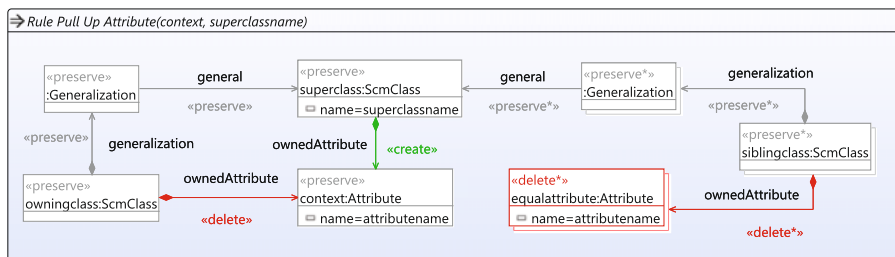 Rule Pull Up Attribute(context, superclassname)
«preserve»
:Generalization
general
«preserve»
«preserve»
superclass:ScmClass
name=superclassname
general
«preserve*»
«preserve*»
:Generalization
generalization
«preserve*»
«preserve»
generalization
ownedAttribute
«create»
«preserve*»
siblingclass:ScmClass
«preserve»
owningclass:ScmClass
ownedAttribute
«delete»
«preserve»
context:Attribute
name=attributename
«delete*»
equalattribute:Attribute
name=attributename
ownedAttribute
«delete*»